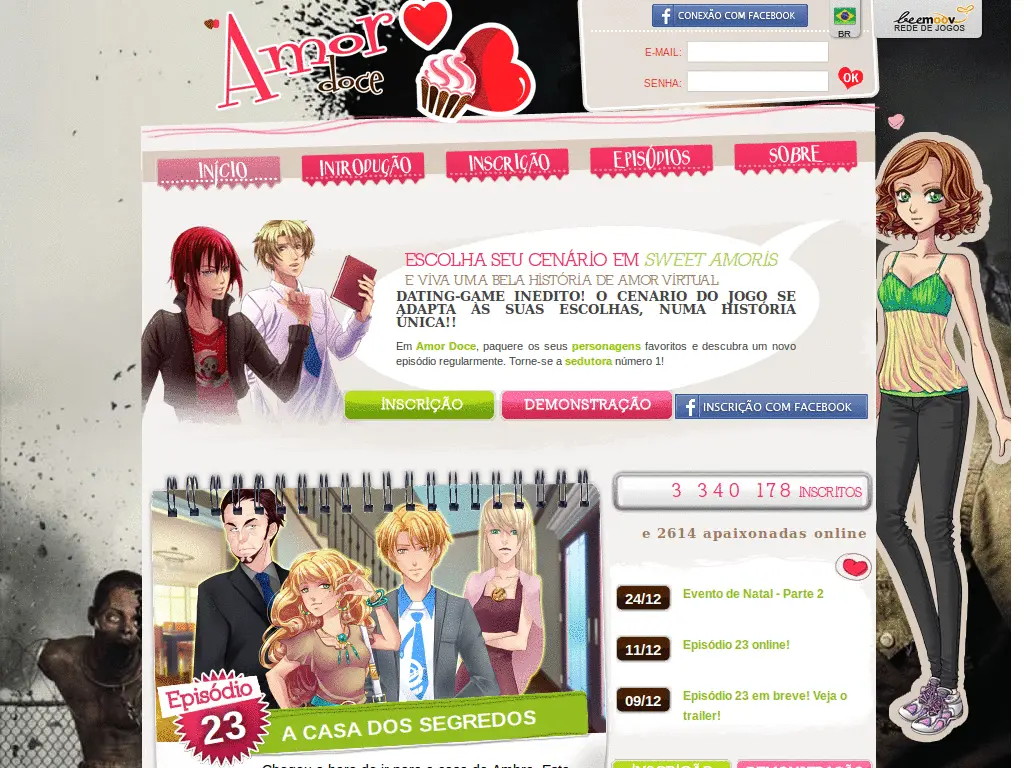 Amor
doce
CONEXÃO COM FACEBOOK
BR
beemoov
REDE DE JOGOS
E-MAIL:
SENHA:
OK
INÍCIO
INTRODUÇÃO
INSCRIÇÃO
EPISÓDIOS
SOBRE
ESCOLHA SEU CENÁRIO EM SWEET AMORIS
E VIVA UMA BELA HISTÓRIA DE AMOR VIRTUAL
DATING-GAME INEDITO! O CENARIO DO JOGO SE
ADAPTA ÀS SUAS ESCOLHAS, NUMA HISTÓRIA
ÚNICA!!
Em Amor Doce, paquere os seus personagens favoritos e descubra um novo
episódio regularmente. Torne-se a sedutora número 1!
INSCRIÇÃO
DEMONSTRAÇÃO
INSCRIÇÃO COM FACEBOOK
3 340 178 INSCRITOS
e 2614 apaixonadas online
24/12 Evento de Natal - Parte 2
11/12 Episódio 23 online!
09/12 Episódio 23 em breve! Veja o
trailer!
Episódio
23
A CASA DOS SEGREDOS
Chegou a hora de ir para a casa da Ambre. Este
INSCRIÇÃO
DEMONSTRAÇÃO